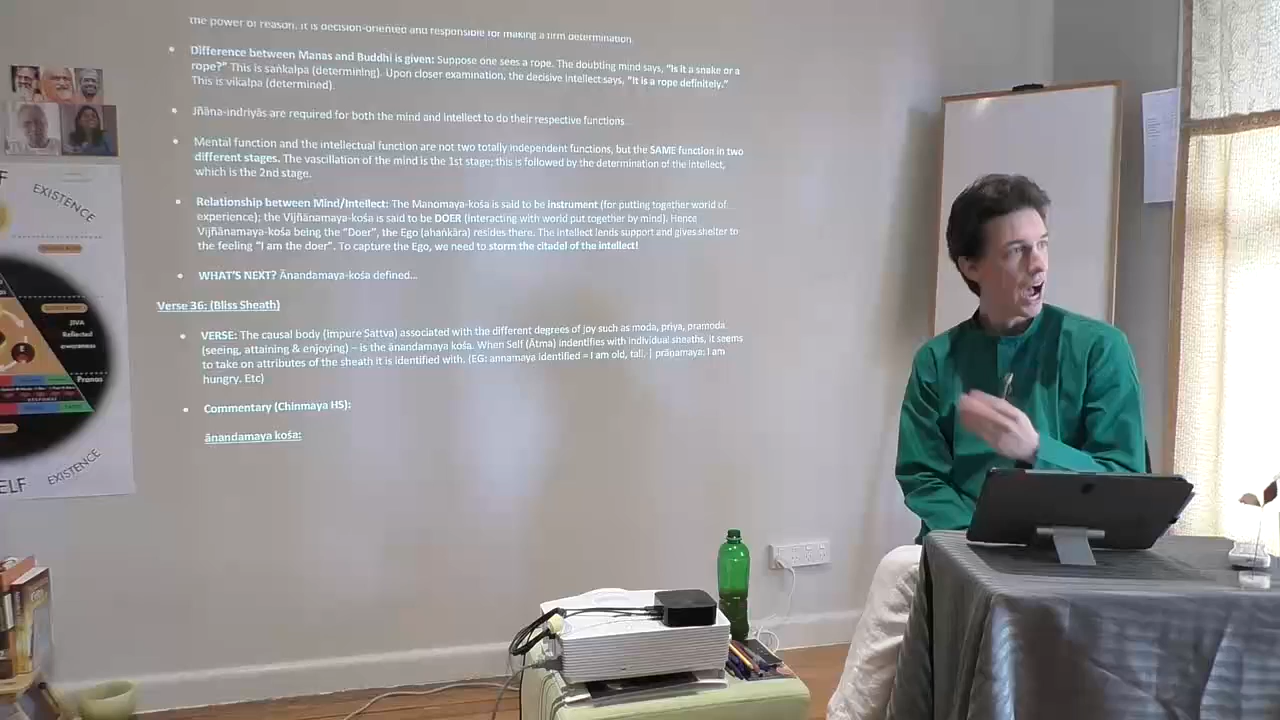 the power of reason. It is decision-oriented and responsible for making a firm determination.
• Difference between Manas and Buddhi is given: Suppose one sees a rope. The doubting mind says, "Is it a snake or a
rope?" This is saṅkalpa (determining). Upon closer examination, the decisive intellect says, "It is a rope definitely."
This is vikalpa (determined).
• Jñāna-indriyās are required for both the mind and intellect to do their respective functions.
• Mental function and the intellectual function are not two totally independent functions, but the SAME function in two
different stages. The vascillation of the mind is the 1st stage; this is followed by the determination of the intellect,
which is the 2nd stage.
• Relationship between Mind/Intellect: The Manomaya-kośa is said to be instrument (for putting together world of
experience); the Vijñānamaya-kośa is said to be DOER (interacting with world put together by mind). Hence
Vijñānamaya-kośa being the "Doer", the Ego (ahaṅkāra) resides there. The intellect lends support and gives shelter to
the feeling "I am the doer". To capture the Ego, we need to storm the citadel of the intellect!
• WHAT'S NEXT? Ānandamaya-kośa defined...
Verse 36: (Bliss Sheath)
• VERSE: The causal body (impure Sattva) associated with the different degrees of joy such as moda, priya, pramoda
(seeing, attaining & enjoying) – is the ānandamaya kośa. When Self (Ātma) indentifies with individual sheaths, it seems
to take on attributes of the sheath it is identified with. (EG: annamaya identified = I am old, tall. | prāṇamaya: I am
hungry. Etc)
• Commentary (Chinmaya HS):
ānandamaya kośa:
EXISTENCE
JIVA
Reflected
awareness
Pranas
RESPONSE
EXISTENCE
ELF